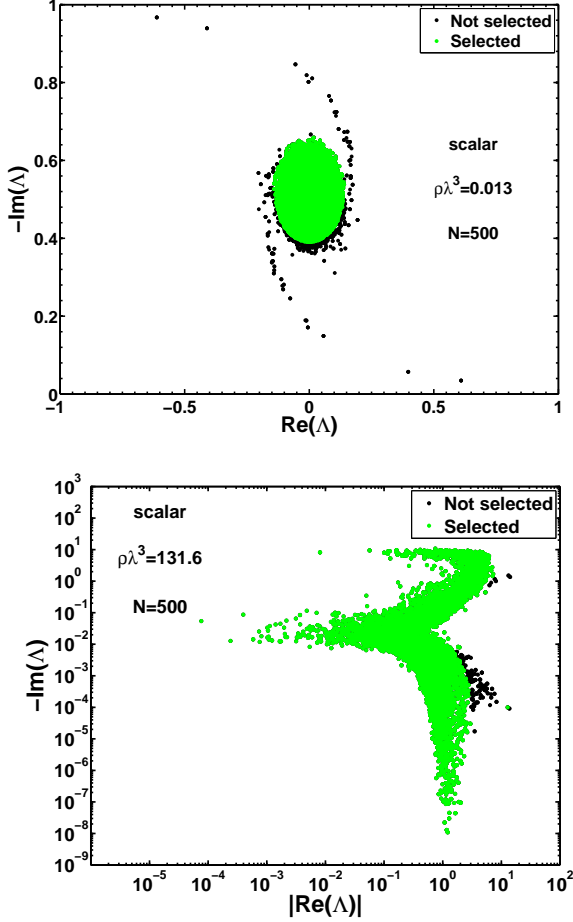 1
0.8
0.6
0.4
0.2
0
−Im(Λ)
Not selected
Selected
scalar
ρλ³=0.013
N=500
−1
−0.5
0
0.5
1
Re(Λ)
10³
10²
10¹
10⁰
10⁻¹
10⁻²
10⁻³
10⁻⁴
10⁻⁵
10⁻⁶
10⁻⁷
10⁻⁸
10⁻⁹
−Im(Λ)
scalar
ρλ³=131.6
N=500
Not selected
Selected
10⁻⁵
10⁻⁴
10⁻³
10⁻²
10⁻¹
10⁰
10¹
10²
|Re(Λ)|